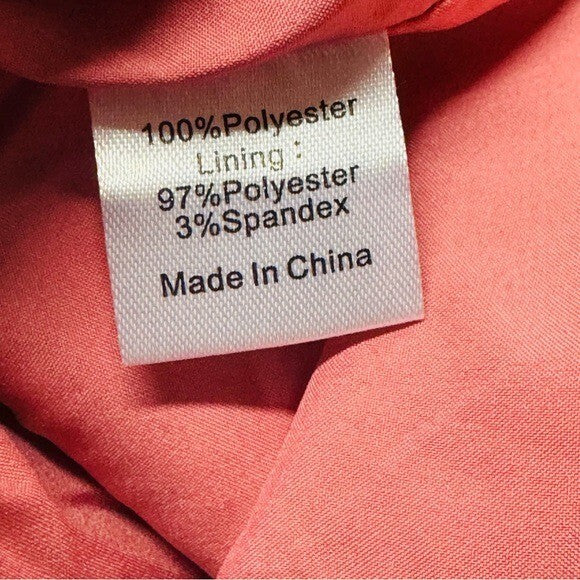 100%Polyester
Lining :
97%Polyester
3%Spandex
Made In China